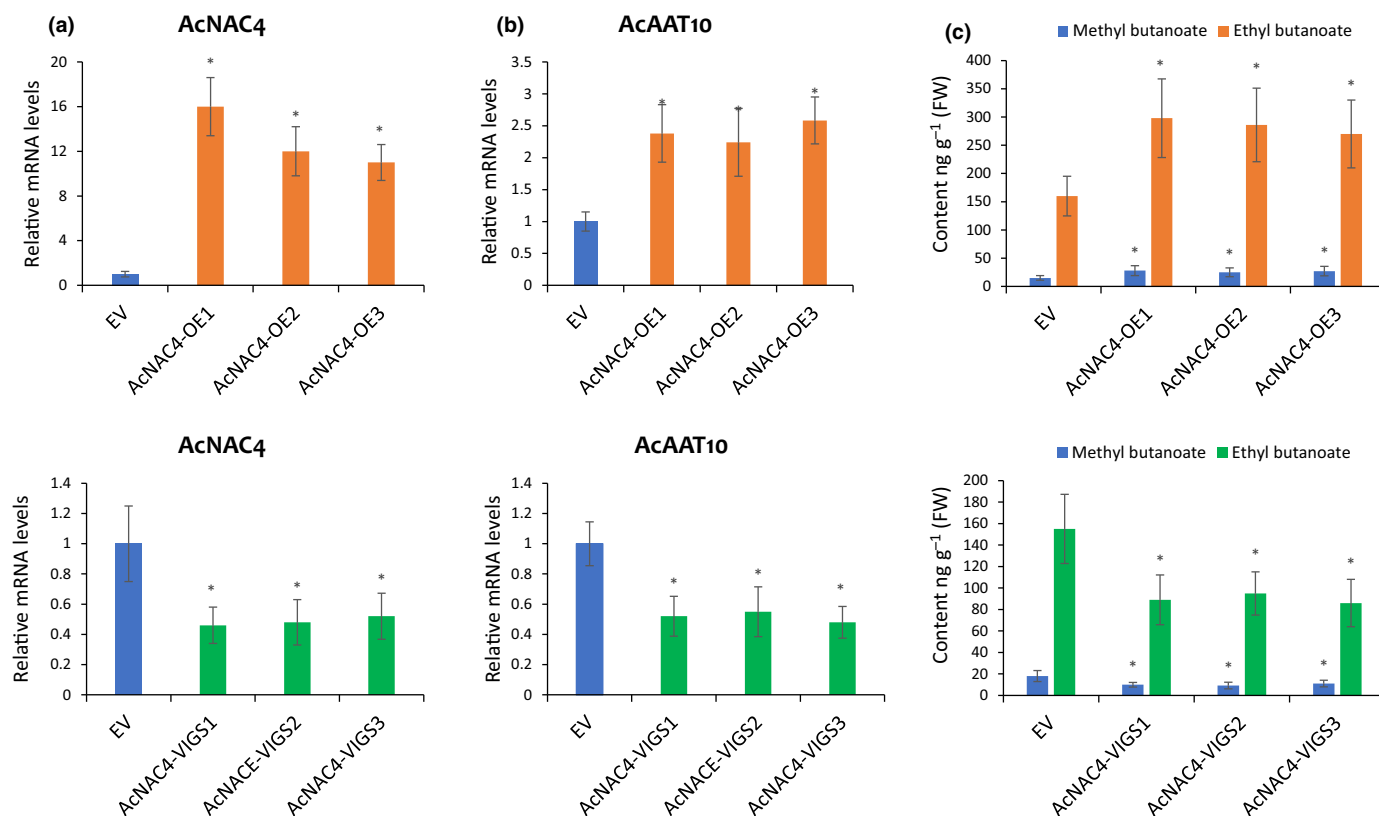 (a)
AcNAC4
Relative mRNA levels
20
16
12
8
4
0
*
*
*
EV
AcNAC4-OE1
AcNAC4-OE2
AcNAC4-OE3
(b)
AcAAT10
Relative mRNA levels
3.5
3
2.5
2
1.5
1
0.5
0
*
*
*
EV
AcNAC4-OE1
AcNAC4-OE2
AcNAC4-OE3
(c)
Methyl butanoate Ethyl butanoate
Content ng g⁻¹ (FW)
400
350
300
250
200
150
100
50
0
*
*
*
*
*
*
EV
AcNAC4-OE1
AcNAC4-OE2
AcNAC4-OE3
AcNAC4
Relative mRNA levels
1.4
1.2
1
0.8
0.6
0.4
0.2
0
*
*
*
EV
AcNAC4-VIGS1
AcNACE-VIGS2
AcNAC4-VIGS3
AcAAT10
Relative mRNA levels
1.4
1.2
1
0.8
0.6
0.4
0.2
0
*
*
*
EV
AcNAC4-VIGS1
AcNACE-VIGS2
AcNAC4-VIGS3
Methyl butanoate Ethyl butanoate
Content ng g⁻¹ (FW)
200
180
160
140
120
100
80
60
40
20
0
*
*
*
*
*
*
EV
AcNAC4-VIGS1
AcNAC4-VIGS2
AcNAC4-VIGS3